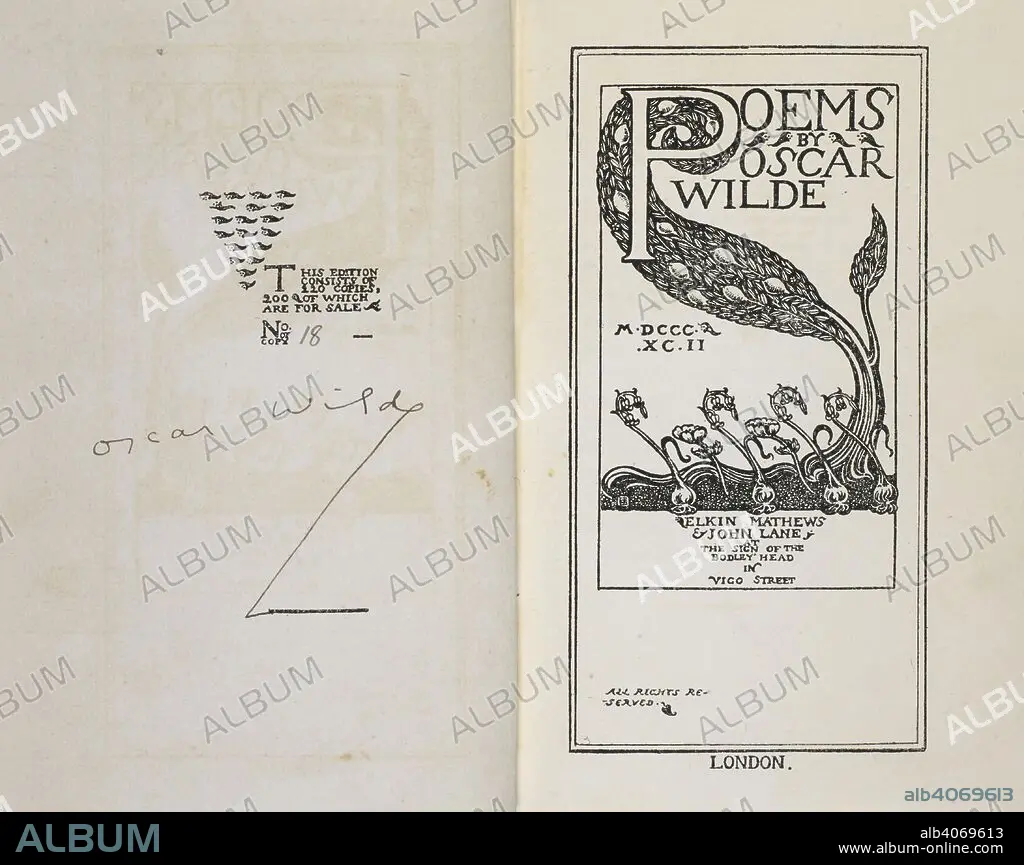 THIS EDITION
CONSISTS OF
220 COPIES,
200 OF WHICH
ARE FOR SALE
No. OF COPY 18 —
Oscar Wilde
POEMS
BY
OSCAR
WILDE
M.DCCC.
.XC.II
ELKIN MATHEWS
& JOHN LANE
AT
THE SIGN OF THE
BODLEY HEAD
IN
VIGO STREET
ALL RIGHTS RE-
-SERVED.
LONDON.
alb4069613
ALBUM
alb4069613
www.album-online.com